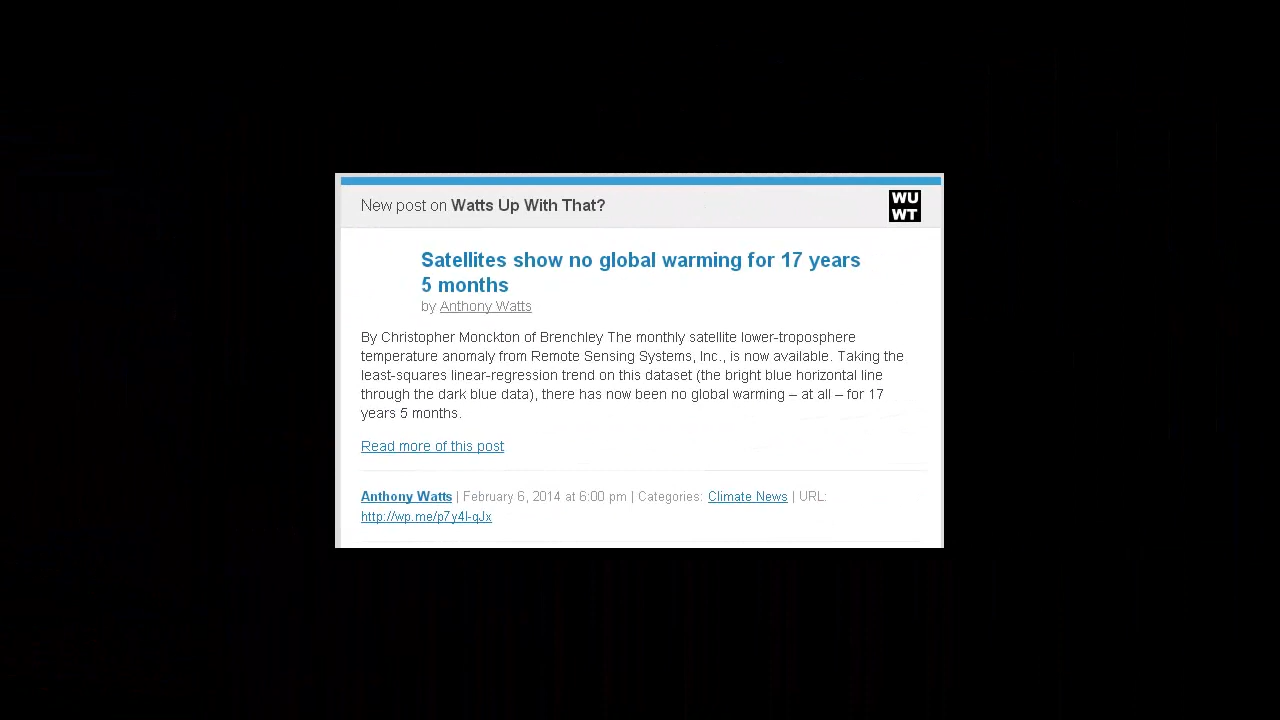 New post on Watts Up With That?
WU
WT
Satellites show no global warming for 17 years
5 months
by Anthony Watts
By Christopher Monckton of Brenchley The monthly satellite lower-troposphere
temperature anomaly from Remote Sensing Systems, Inc., is now available. Taking the
least-squares linear-regression trend on this dataset (the bright blue horizontal line
through the dark blue data), there has now been no global warming – at all – for 17
years 5 months.
Read more of this post
Anthony Watts | February 6, 2014 at 6:00 pm | Categories: Climate News | URL:
http://wp.me/p7y4l-qJx